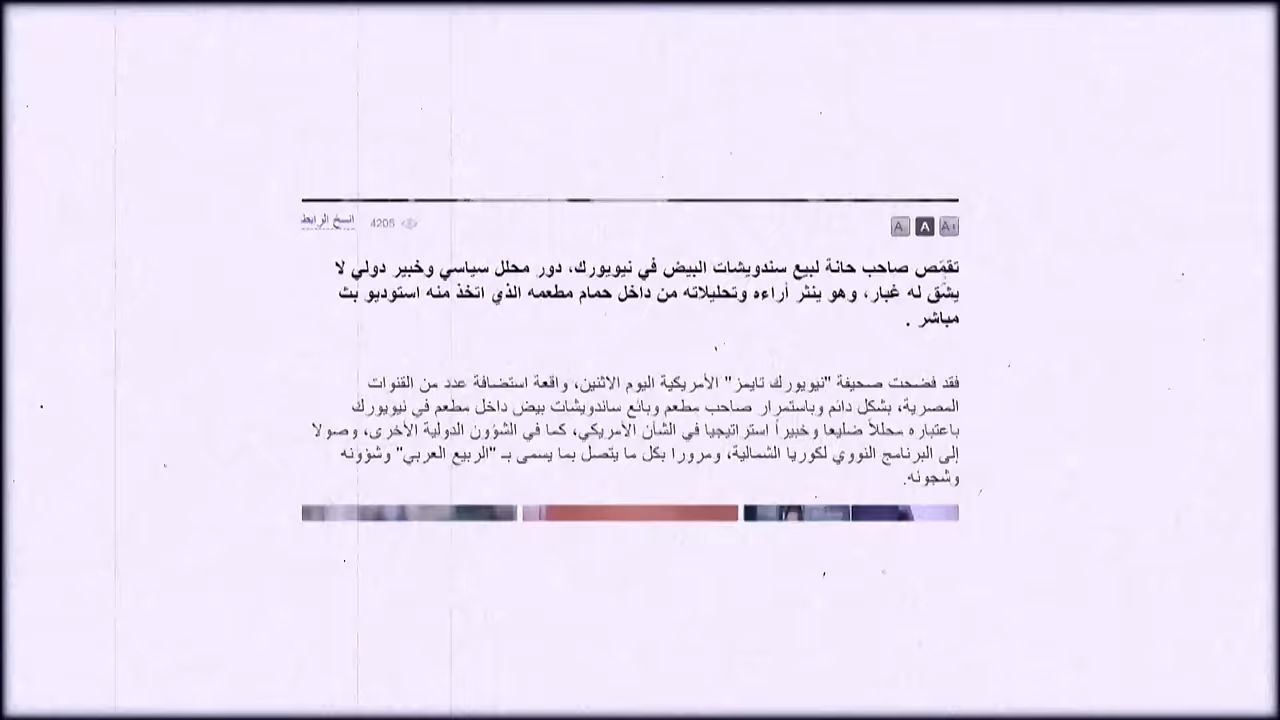 انسخ الرابط 4205 A A A+
تقمّص صاحب حانة لبيع سندويشات البيض في نيويورك، دور محلل سياسي وخبير دولي لا
يشق له غبار، وهو ينثر أراءه وتحليلاته من داخل حمام مطعمه الذي اتخذ منه استوديو بث
مباشر .
فقد فضحت صحيفة "نيويورك تايمز" الأمريكية اليوم الاثنين، واقعة استضافة عدد من القنوات
المصرية، بشكل دائم وباستمرار صاحب مطعم وبائع ساندويشات بيض داخل مطعم في نيويورك
باعتباره محللاً ضليعا وخبيراً استراتيجيا في الشأن الأمريكي، كما في الشؤون الدولية الأخرى، وصولا
إلى البرنامج النووي لكوريا الشمالية، ومرورا بكل ما يتصل بما يسمى بـ "الربيع العربي" وشؤونه
وشجونه.